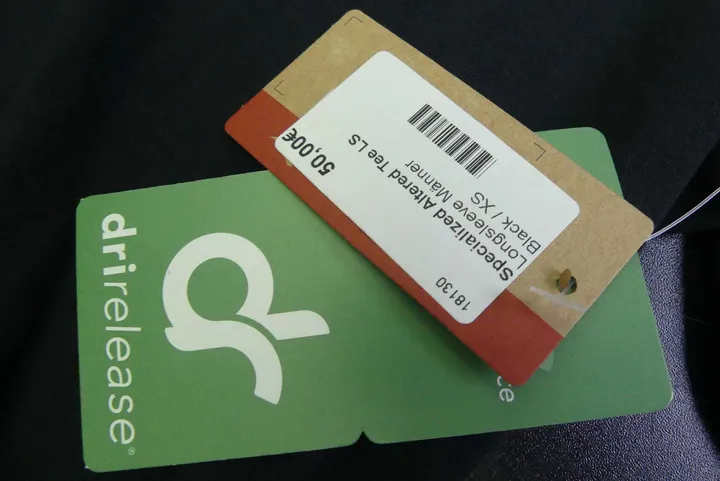 Specialized Altered Tee LS
Longsleeve Männer
Black / XS
50,00€
18130
drirelease®